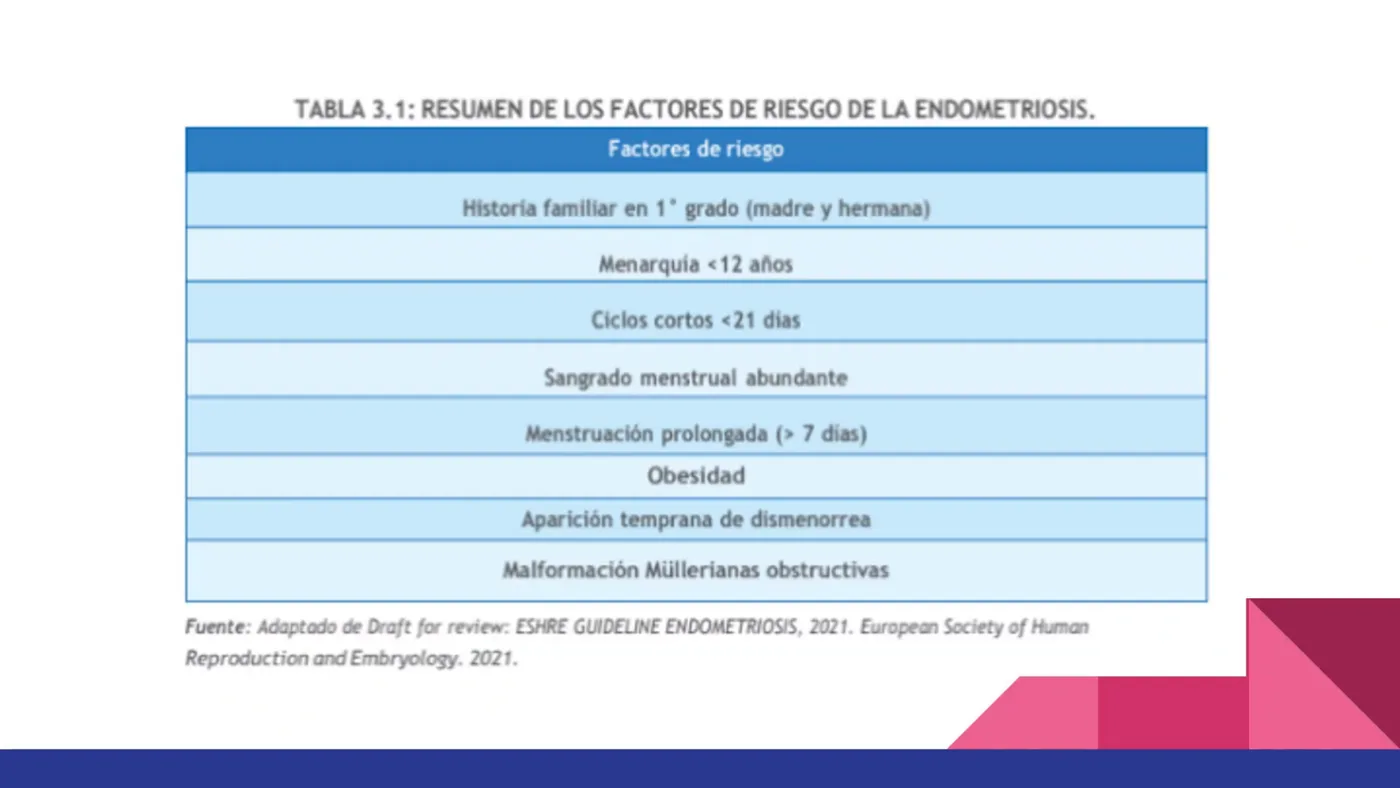 TABLA 3.1: RESUMEN DE LOS FACTORES DE RIESGO DE LA ENDOMETRIOSIS.
Factores de riesgo
Historia familiar en 1° grado (madre y hermana)
Menarquia <12 años
Ciclos cortos <21 días
Sangrado menstrual abundante
Menstruación prolongada (> 7 días)
Obesidad
Aparición temprana de dismenorrea
Malformación Müllerianas obstructivas
Fuente: Adaptado de Draft for review: ESHRE GUIDELINE ENDOMETRIOSIS, 2021. European Society of Human
Reproduction and Embryology. 2021.